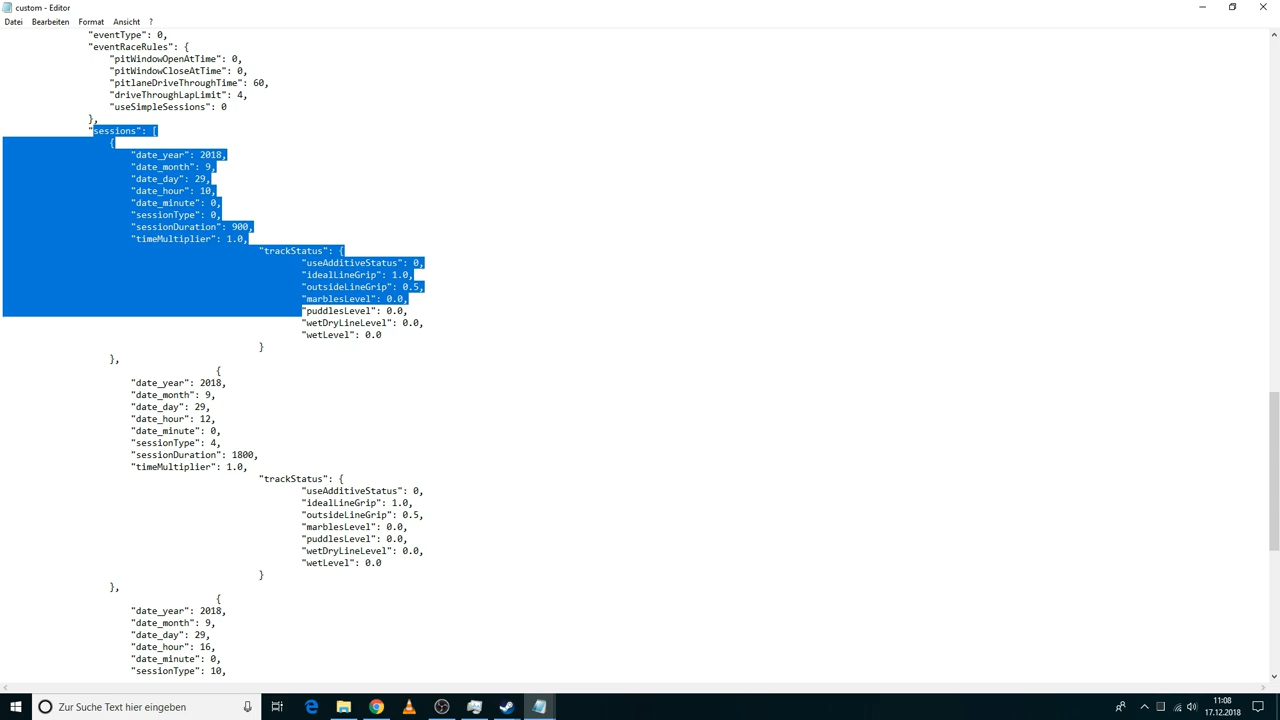 custom - Editor
Datei Bearbeiten Format Ansicht ?
"eventType": 0,
"eventRaceRules": {
"pitWindowOpenAtTime": 0,
"pitWindowCloseAtTime": 0,
"pitlaneDriveThroughTime": 60,
"driveThroughLapLimit": 4,
"useSimpleSessions": 0
},
"sessions": [
{
"date_year": 2018,
"date_month": 9,
"date_day": 29,
"date_hour": 10,
"date_minute": 0,
"sessionType": 0,
"sessionDuration": 900,
"timeMultiplier": 1.0,
"trackStatus": {
"useAdditiveStatus": 0,
"idealLineGrip": 1.0,
"outsideLineGrip": 0.5,
"marblesLevel": 0.0,
"puddlesLevel": 0.0,
"wetDryLineLevel": 0.0,
"wetLevel": 0.0
}
},
{
"date_year": 2018,
"date_month": 9,
"date_day": 29,
"date_hour": 12,
"date_minute": 0,
"sessionType": 4,
"sessionDuration": 1800,
"timeMultiplier": 1.0,
"trackStatus": {
"useAdditiveStatus": 0,
"idealLineGrip": 1.0,
"outsideLineGrip": 0.5,
"marblesLevel": 0.0,
"puddlesLevel": 0.0,
"wetDryLineLevel": 0.0,
"wetLevel": 0.0
}
},
{
"date_year": 2018,
"date_month": 9,
"date_day": 29,
"date_hour": 16,
"date_minute": 0,
"sessionType": 10,
Zur Suche Text hier eingeben
11:08
17.12.2018